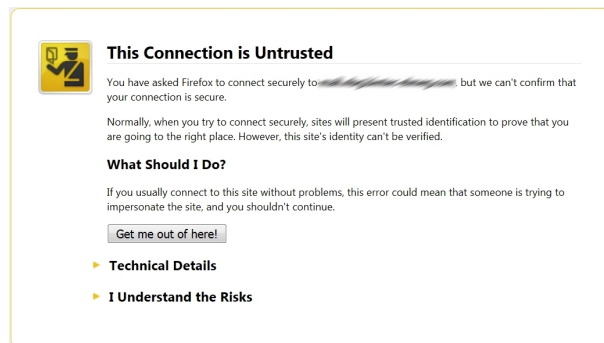 This Connection is Untrusted
You have asked Firefox to connect securely to , but we can't confirm that
your connection is secure.
Normally, when you try to connect securely, sites will present trusted identification to prove that you
are going to the right place. However, this site's identity can't be verified.
What Should I Do?
If you usually connect to this site without problems, this error could mean that someone is trying to
impersonate the site, and you shouldn't continue.
Get me out of here!
Technical Details
I Understand the Risks